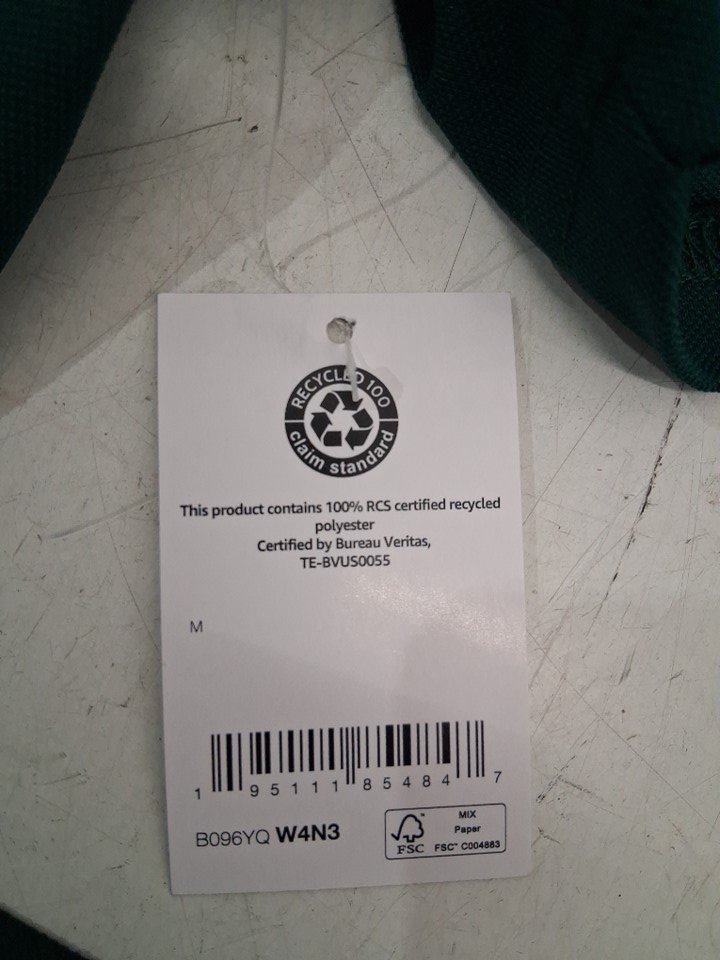 RECYCLED 100
claim standard
This product contains 100% RCS certified recycled
polyester
Certified by Bureau Veritas,
TE-BVUS0055
M
1 95111 85484 7
B096YQ W4N3
FSC
MIX
Paper
FSC™ C004883